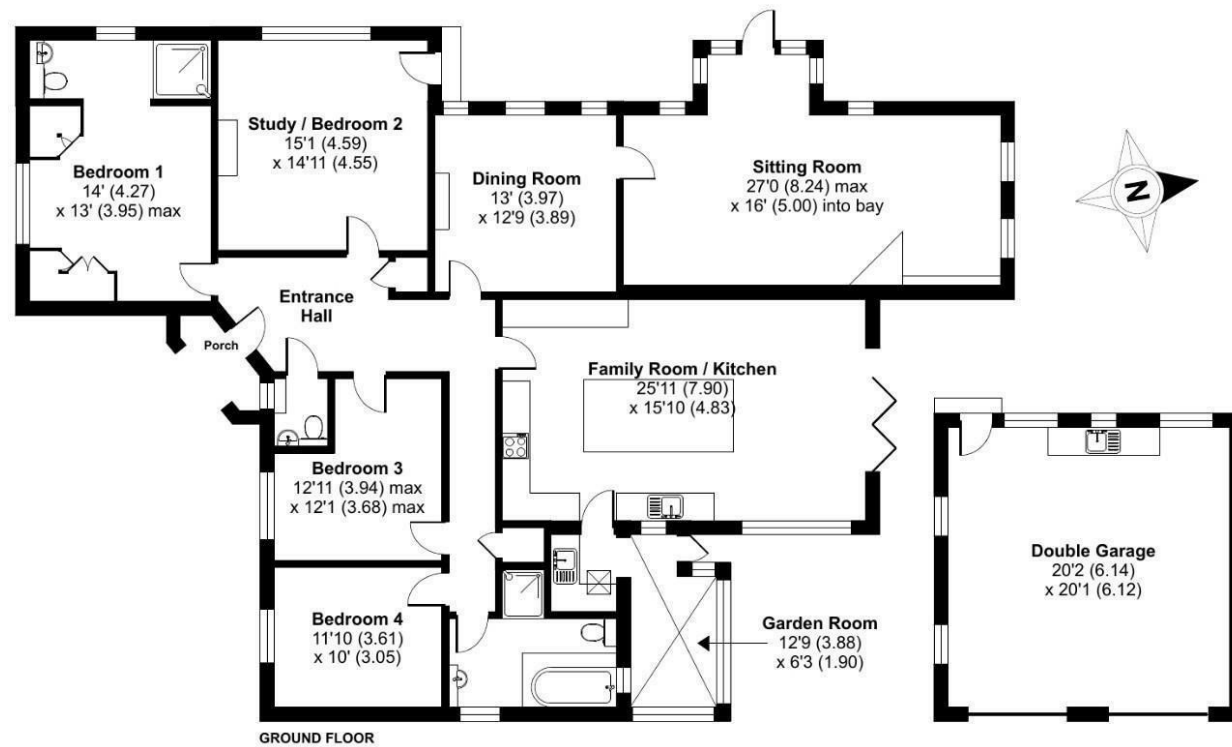 Study / Bedroom 2
15'1 (4.59)
x 14'11 (4.55)
Bedroom 1
14' (4.27)
x 13' (3.95) max
Dining Room
13' (3.97)
x 12'9 (3.89)
Sitting Room
27'0 (8.24) max
x 16' (5.00) into bay
N
Entrance
Hall
Porch
Family Room / Kitchen
25'11 (7.90)
x 15'10 (4.83)
Bedroom 3
12'11 (3.94) max
x 12'1 (3.68) max
Double Garage
20'2 (6.14)
x 20'1 (6.12)
Bedroom 4
11'10 (3.61)
x 10' (3.05)
Garden Room
12'9 (3.88)
x 6'3 (1.90)
GROUND FLOOR